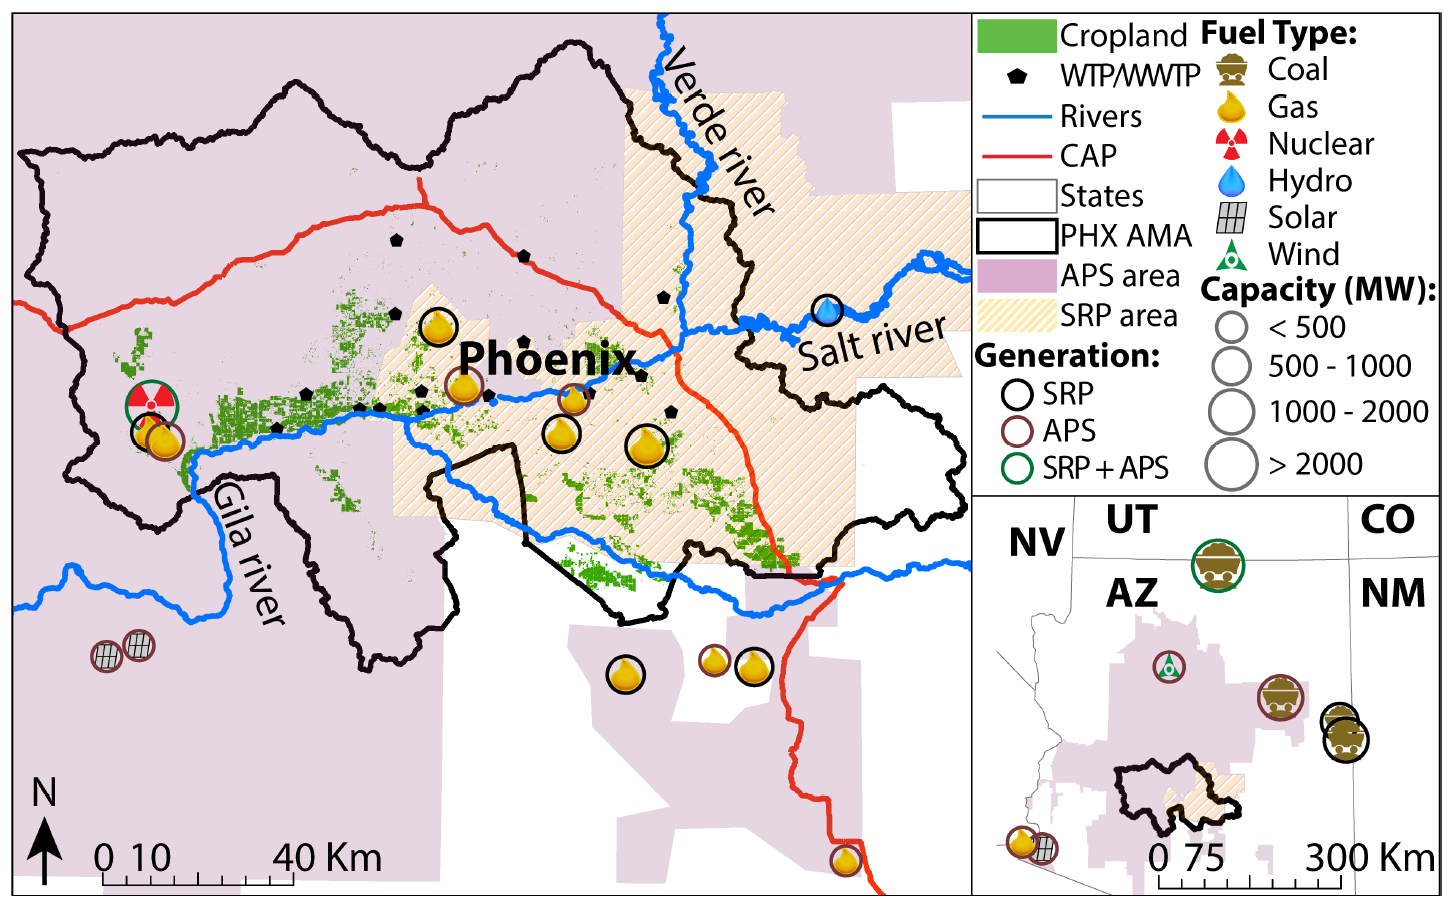 Verde river
Salt river
Phoenix
Gila river
N
0 10 40 Km
Cropland
WTP/WWTP
Rivers
CAP
States
PHX AMA
APS area
SRP area
Generation:
SRP
APS
SRP + APS
Fuel Type:
Coal
Gas
Nuclear
Hydro
Solar
Wind
Capacity (MW):
< 500
500 - 1000
1000 - 2000
> 2000
NV
UT
CO
AZ
NM
0 75 300 Km